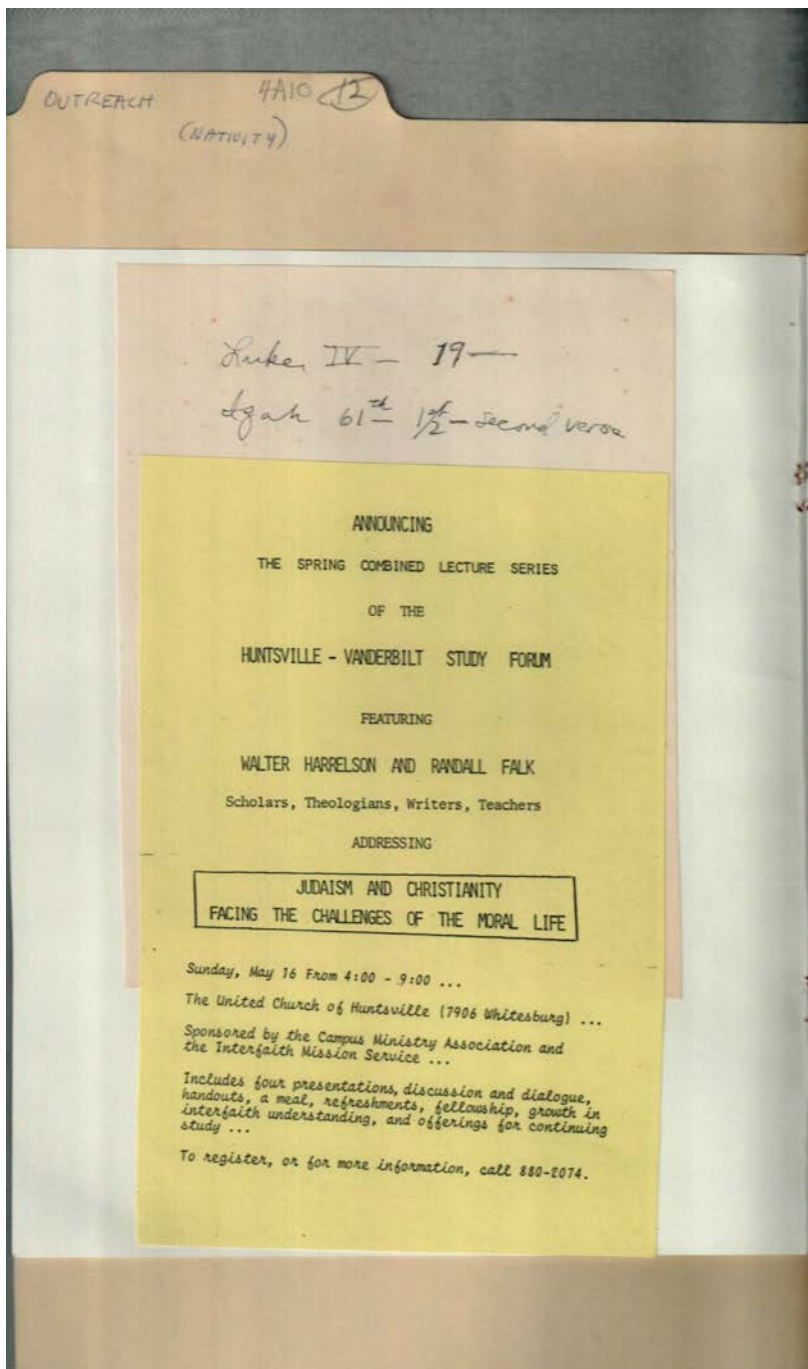 OUTREACH 4A10 12
(NATIVITY)
Luke IV - 19 —
61th 1st/2 - second verse
ANNOUNCING
THE SPRING COMBINED LECTURE SERIES
OF THE
HUNTSVILLE - VANDERBILT STUDY FORUM
FEATURING
WALTER HARRELSON AND RANDALL FALK
Scholars, Theologians, Writers, Teachers
ADDRESSING
JUDAISM AND CHRISTIANITY
FACING THE CHALLENGES OF THE MORAL LIFE
Sunday, May 16 From 4:00 - 9:00 ...
The United Church of Huntsville (7906 Whitesburg) ...
Sponsored by the Campus Ministry Association and
the Interfaith Mission Service ...
Includes four presentations, discussion and dialogue,
handouts, a meal, refreshments, fellowship, growth in
interfaith understanding, and offerings for continuing
study ...
To register, or for more information, call 880-2074.